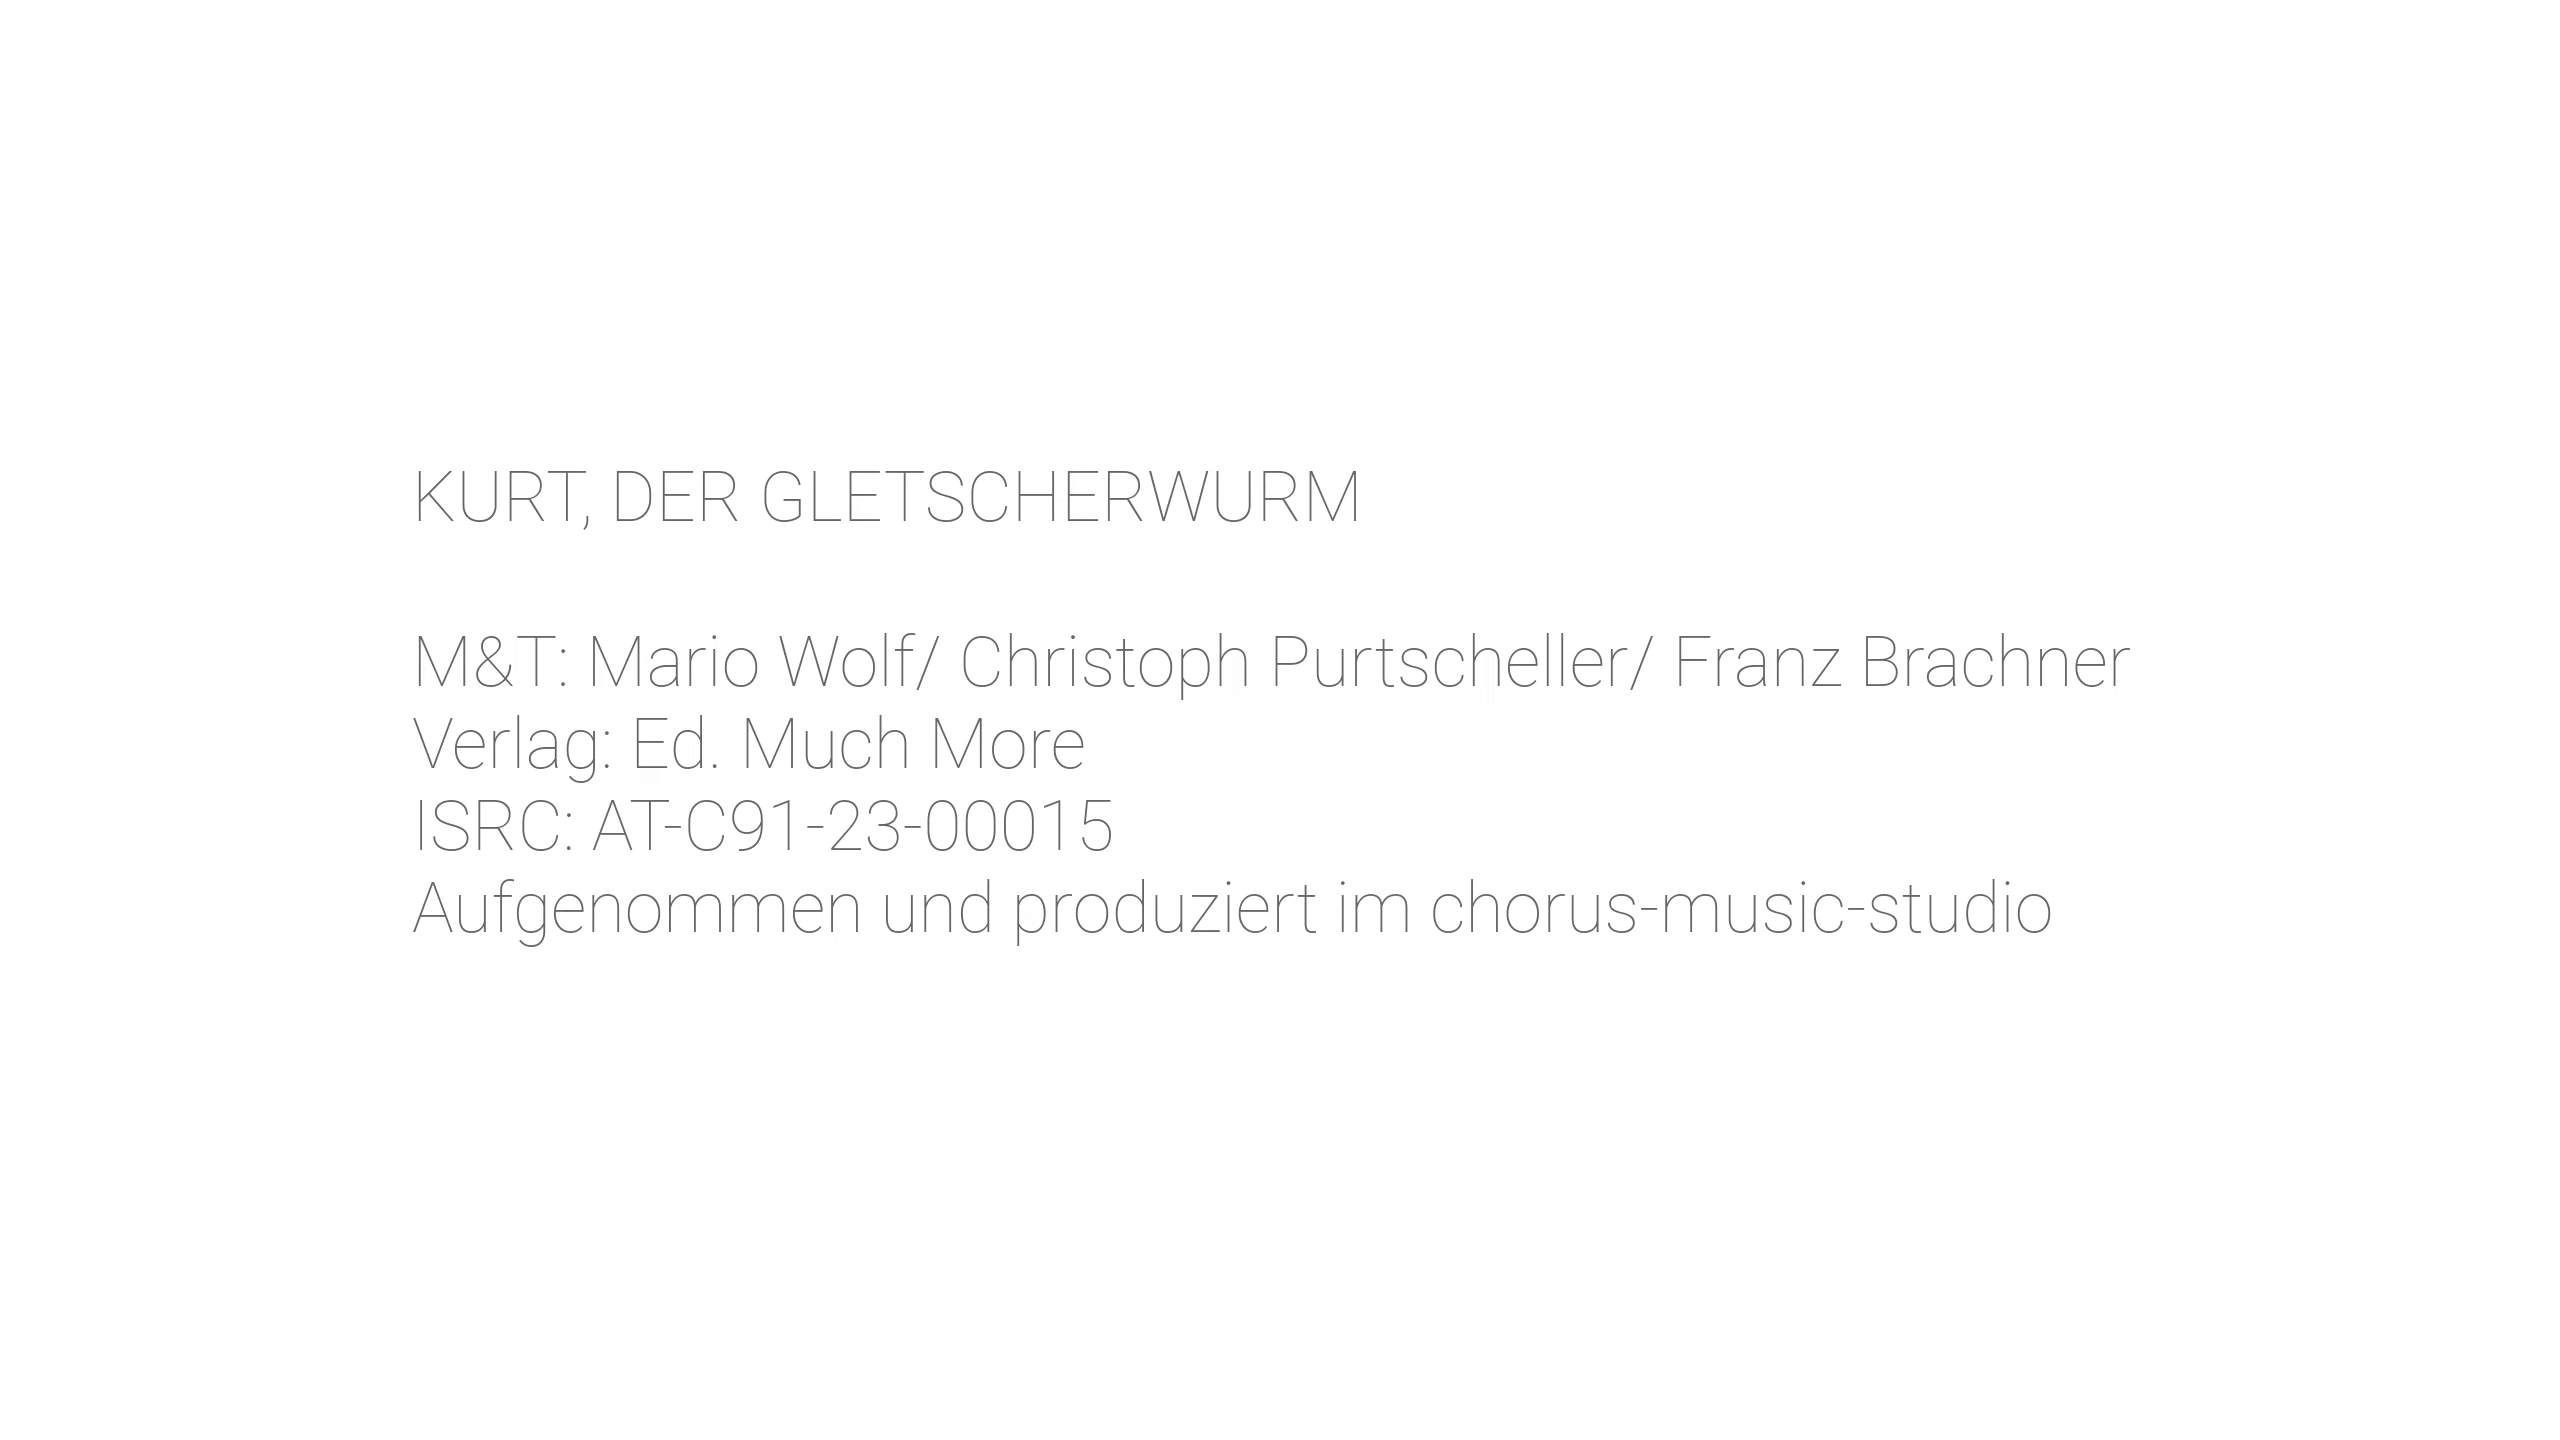 KURT, DER GLETSCHERWURM
M&T: Mario Wolf/ Christoph Purtscheller/ Franz Brachner
Verlag: Ed. Much More
ISRC: AT-C91-23-00015
Aufgenommen und produziert im chorus-music-studio